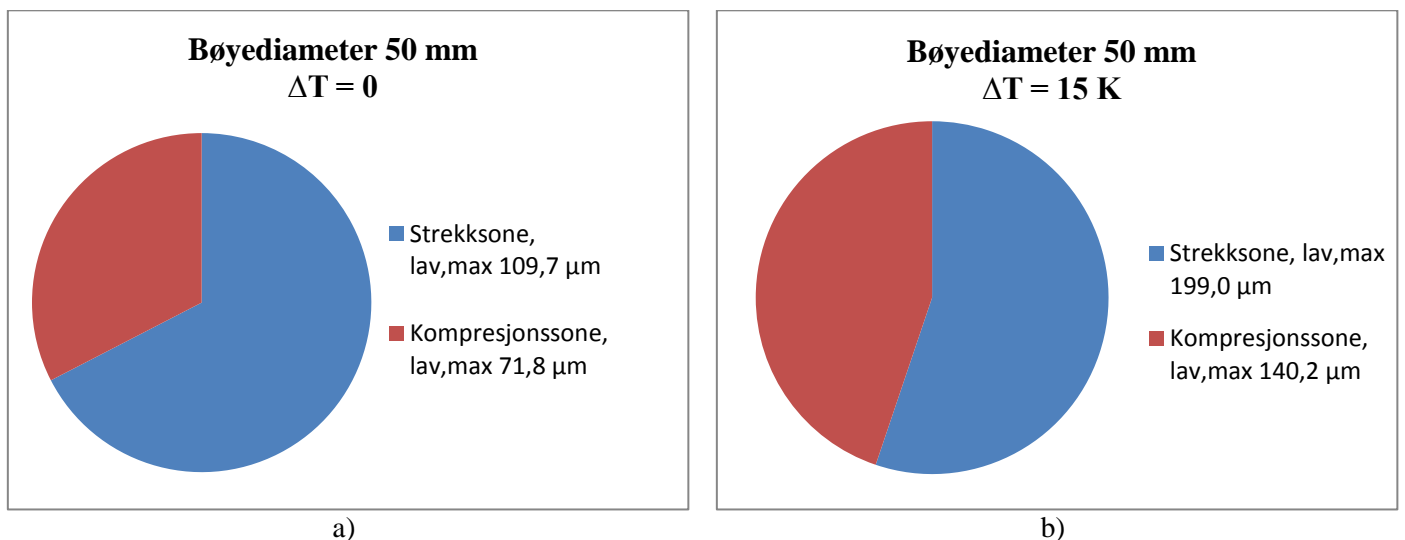 Bøyediameter 50 mm
ΔT = 0
Strekksone,
lav,max 109,7 µm
Kompresjonssone,
lav,max 71,8 µm
a)
Bøyediameter 50 mm
ΔT = 15 K
Strekksone, lav,max
199,0 µm
Kompresjonssone,
lav,max 140,2 µm
b)